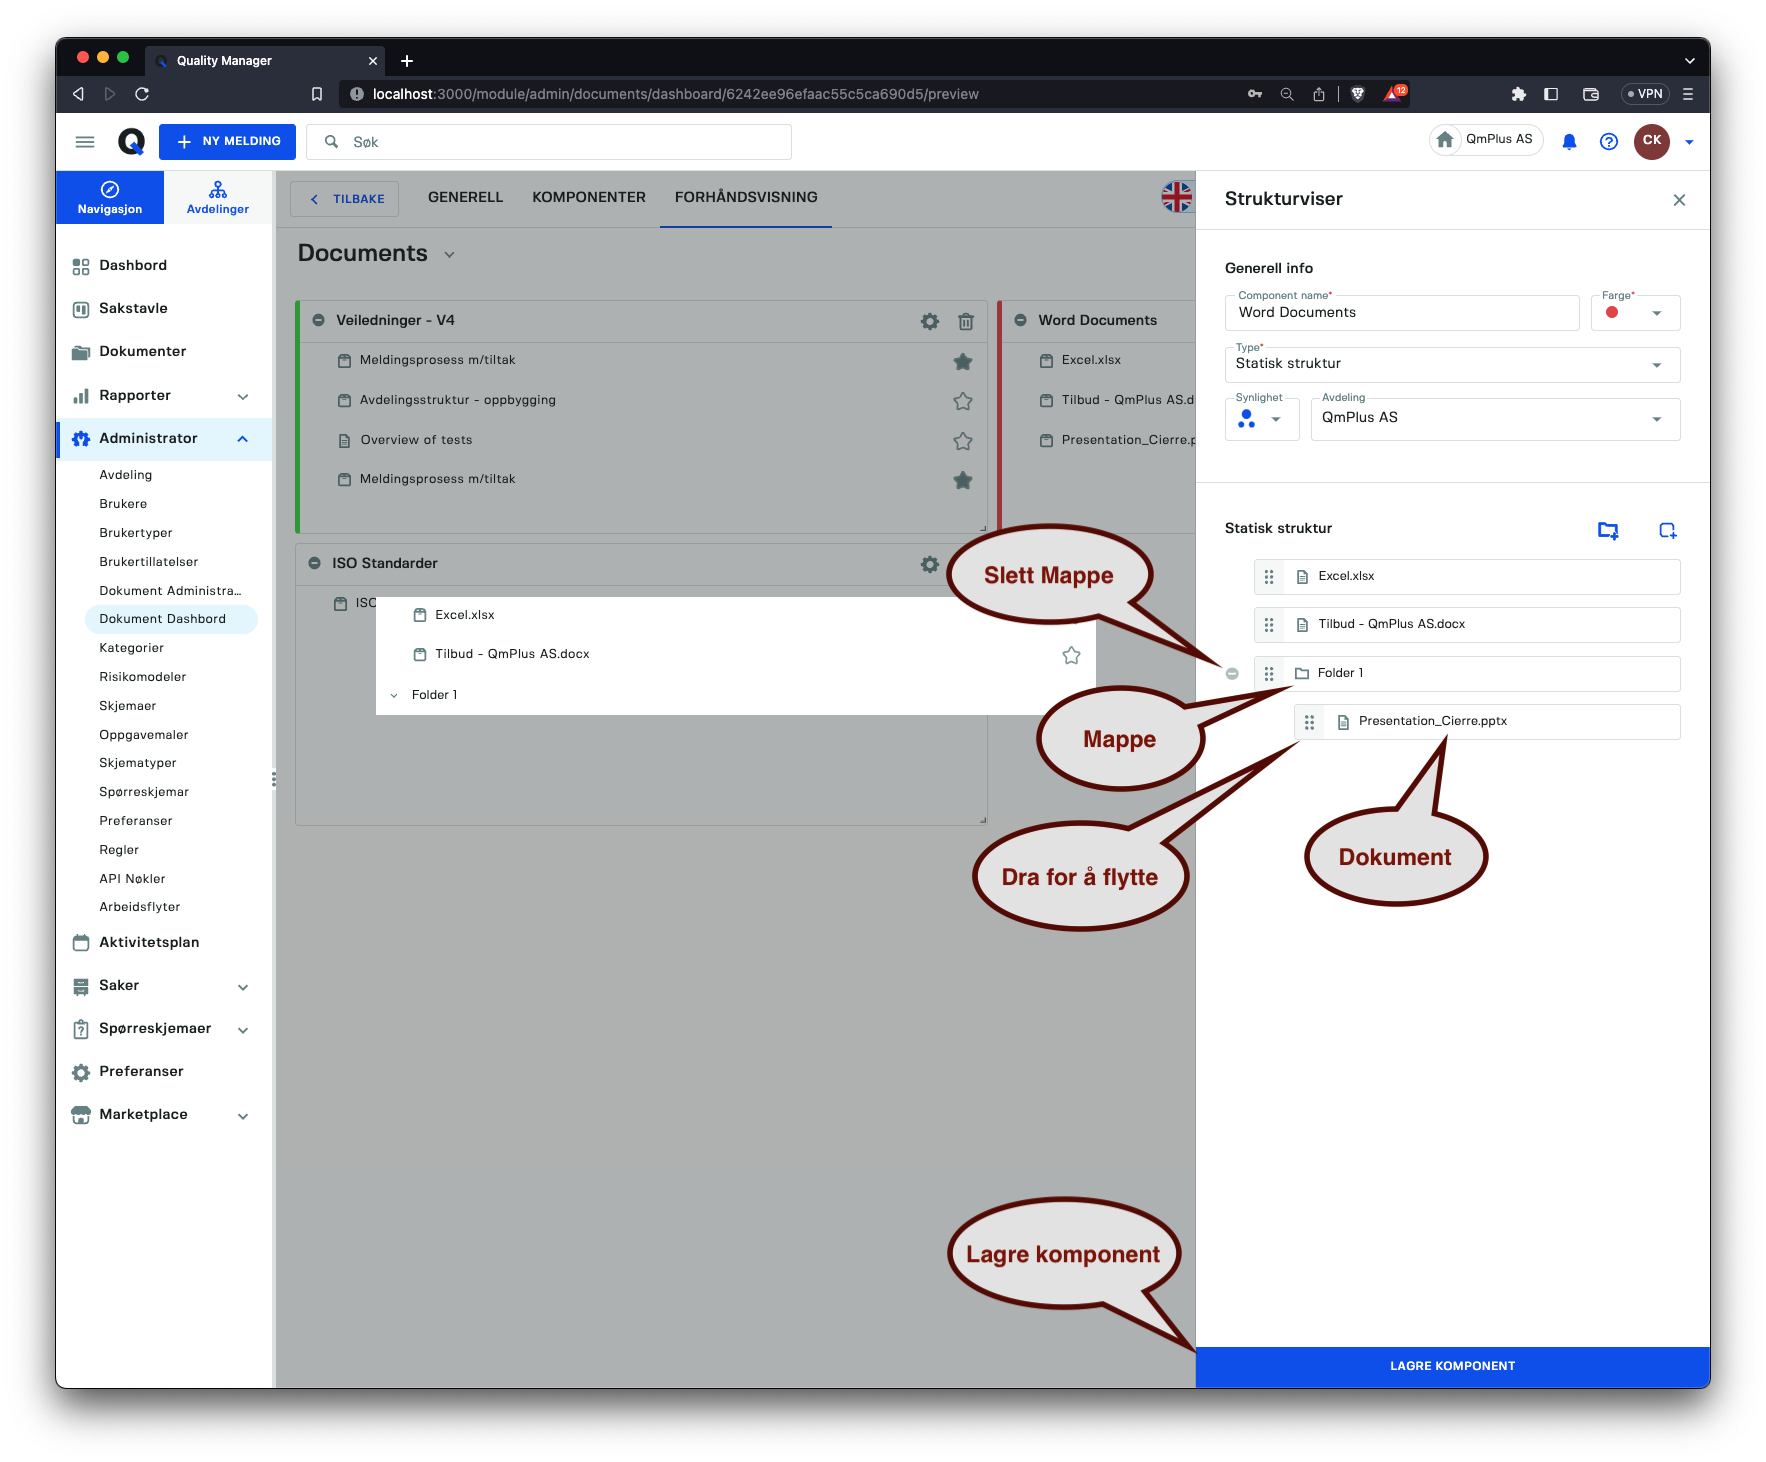 Quality Manager
localhost:3000/module/admin/documents/dashboard/6242ee96efaac55c5ca690d5/preview
12
VPN
NY MELDING
Søk
QmPlus AS
CK
Navigasjon
Avdelinger
Dashbord
Sakstavle
Dokumenter
Rapporter
Administrator
Avdeling
Brukere
Brukertyper
Brukertillatelser
Dokument Administra...
Dokument Dashbord
Kategorier
Risikomodeler
Skjemaer
Oppgavemaler
Skjematyper
Spørreskjemar
Preferanser
Regler
API Nøkler
Arbeidsflyter
Aktivitetsplan
Saker
Spørreskjemaer
Preferanser
Marketplace
TILBAKE
GENERELL
KOMPONENTER
FORHÅNDSVISNING
Documents
Veiledninger - V4
Meldingsprosess m/tiltak
Avdelingsstruktur - oppbygging
Overview of tests
Meldingsprosess m/tiltak
Word Documents
Excel.xlsx
Tilbud - QmPlus AS.d
Presentation_Cierre.p
ISO Standarder
ISO
Excel.xlsx
Tilbud - QmPlus AS.docx
Folder 1
Slett Mappe
Mappe
Dra for å flytte
Dokument
Lagre komponent
Strukturviser
Generell info
Component name*
Word Documents
Farge*
Type*
Statisk struktur
Synlighet
Avdeling
QmPlus AS
Statisk struktur
Excel.xlsx
Tilbud - QmPlus AS.docx
Folder 1
Presentation_Cierre.pptx
LAGRE KOMPONENT